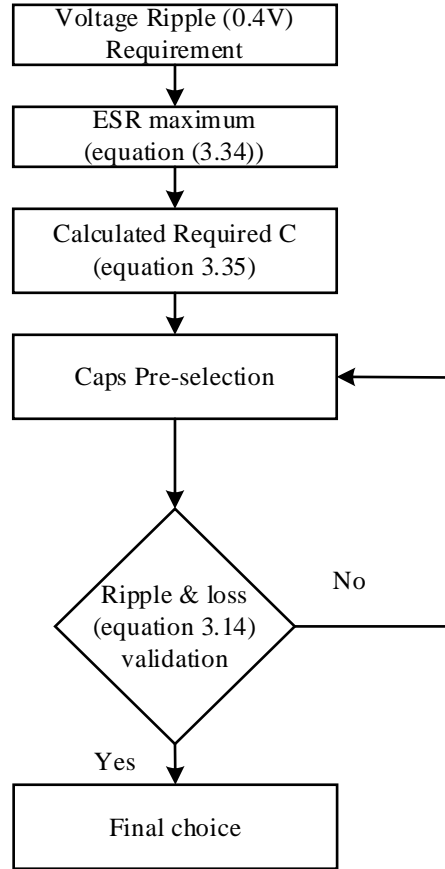 Voltage Ripple (0.4V)
Requirement
ESR maximum
(equation (3.34))
Calculated Required C
(equation 3.35)
Caps Pre-selection
Ripple & loss
(equation 3.14)
validation
No
Yes
Final choice